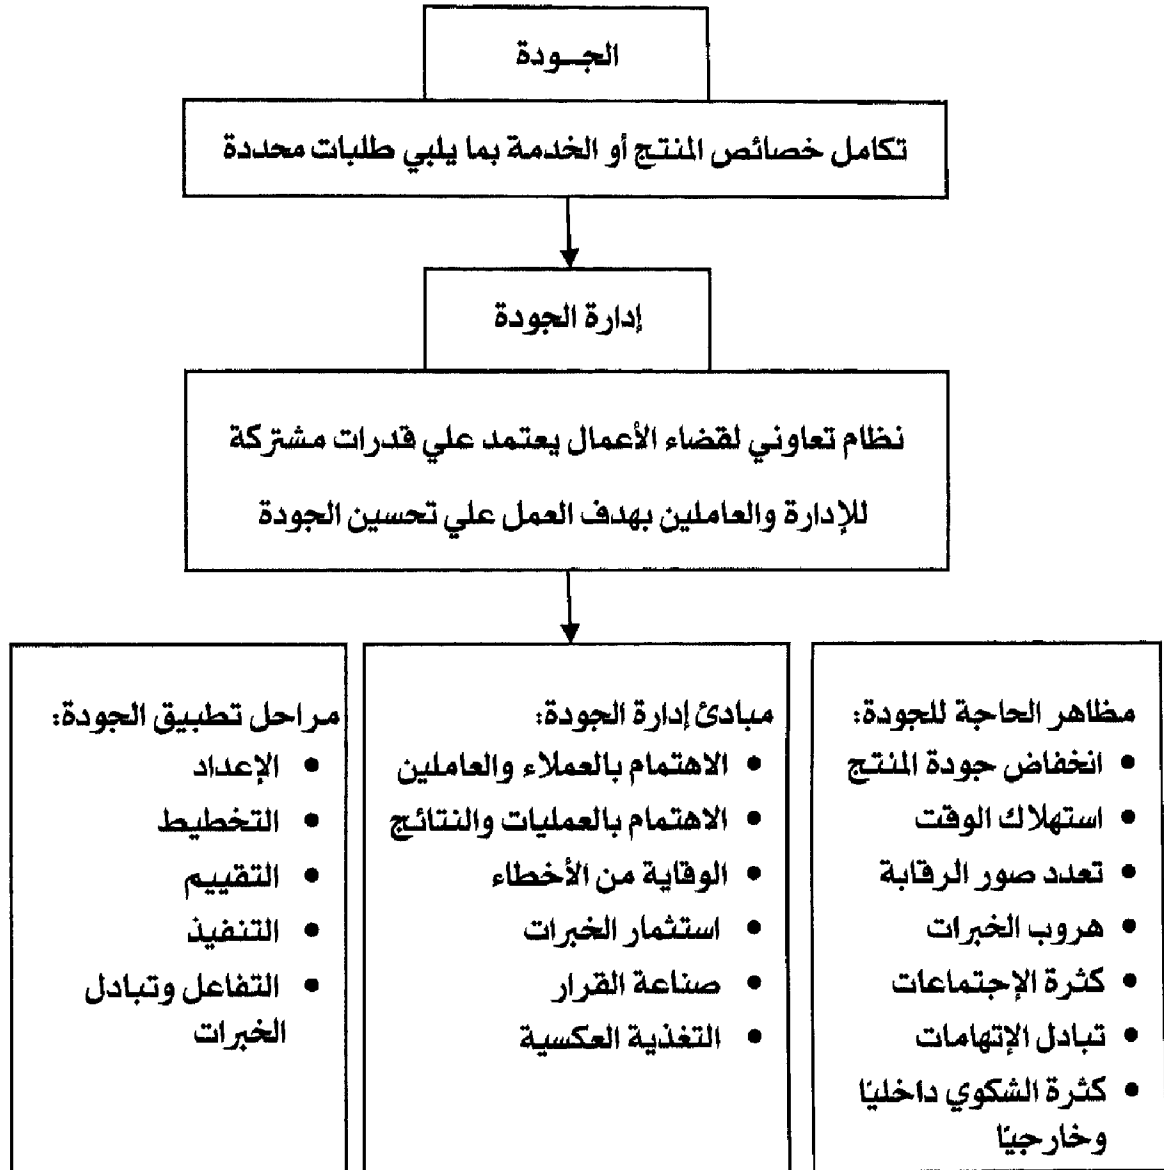 الجـودة
تكامل خصائص المنتج أو الخدمة بما يلبي طلبات محددة
إدارة الجودة
نظام تعاوني لقضاء الأعمال يعتمد علي قدرات مشتركة
للإدارة والعاملين بهدف العمل علي تحسين الجودة
مظاهر الحاجة للجودة:
• انخفاض جودة المنتج
• استهلاك الوقت
• تعدد صور الرقابة
• هروب الخبرات
• كثرة الإجتماعات
• تبادل الإتهامات
• كثرة الشكوي داخليًا
وخارجيًا
مبادئ إدارة الجودة:
• الاهتمام بالعملاء والعاملين
• الاهتمام بالعمليات والنتائج
• الوقاية من الأخطاء
• استثمار الخبرات
• صناعة القرار
• التغذية العكسية
مراحل تطبيق الجودة:
• الإعداد
• التخطيط
• التقييم
• التنفيذ
• التفاعل وتبادل
الخبرات